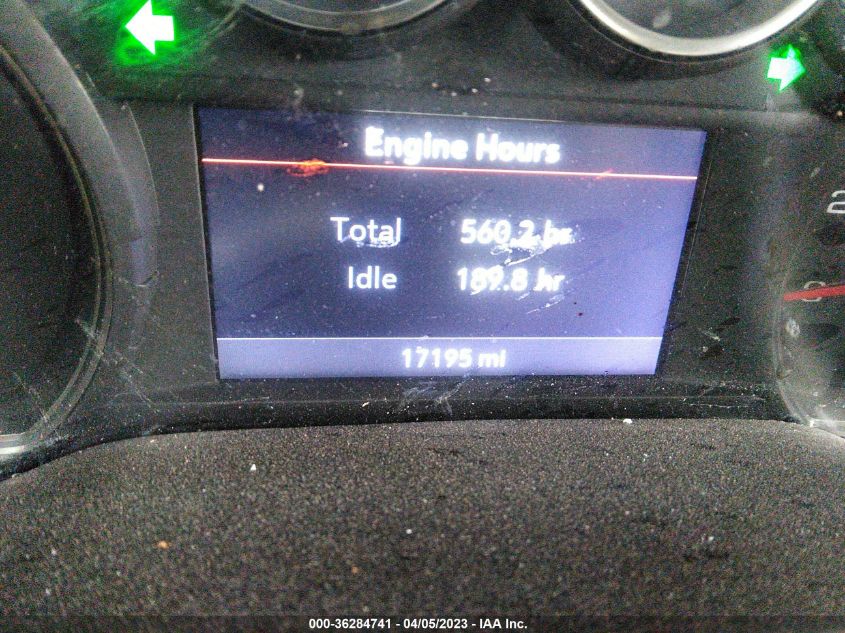 Engine Hours
Total 560.2 hr
Idle 189.8 hr
17195 mi
2
000-36284741 - 04/05/2023 - IAA Inc.